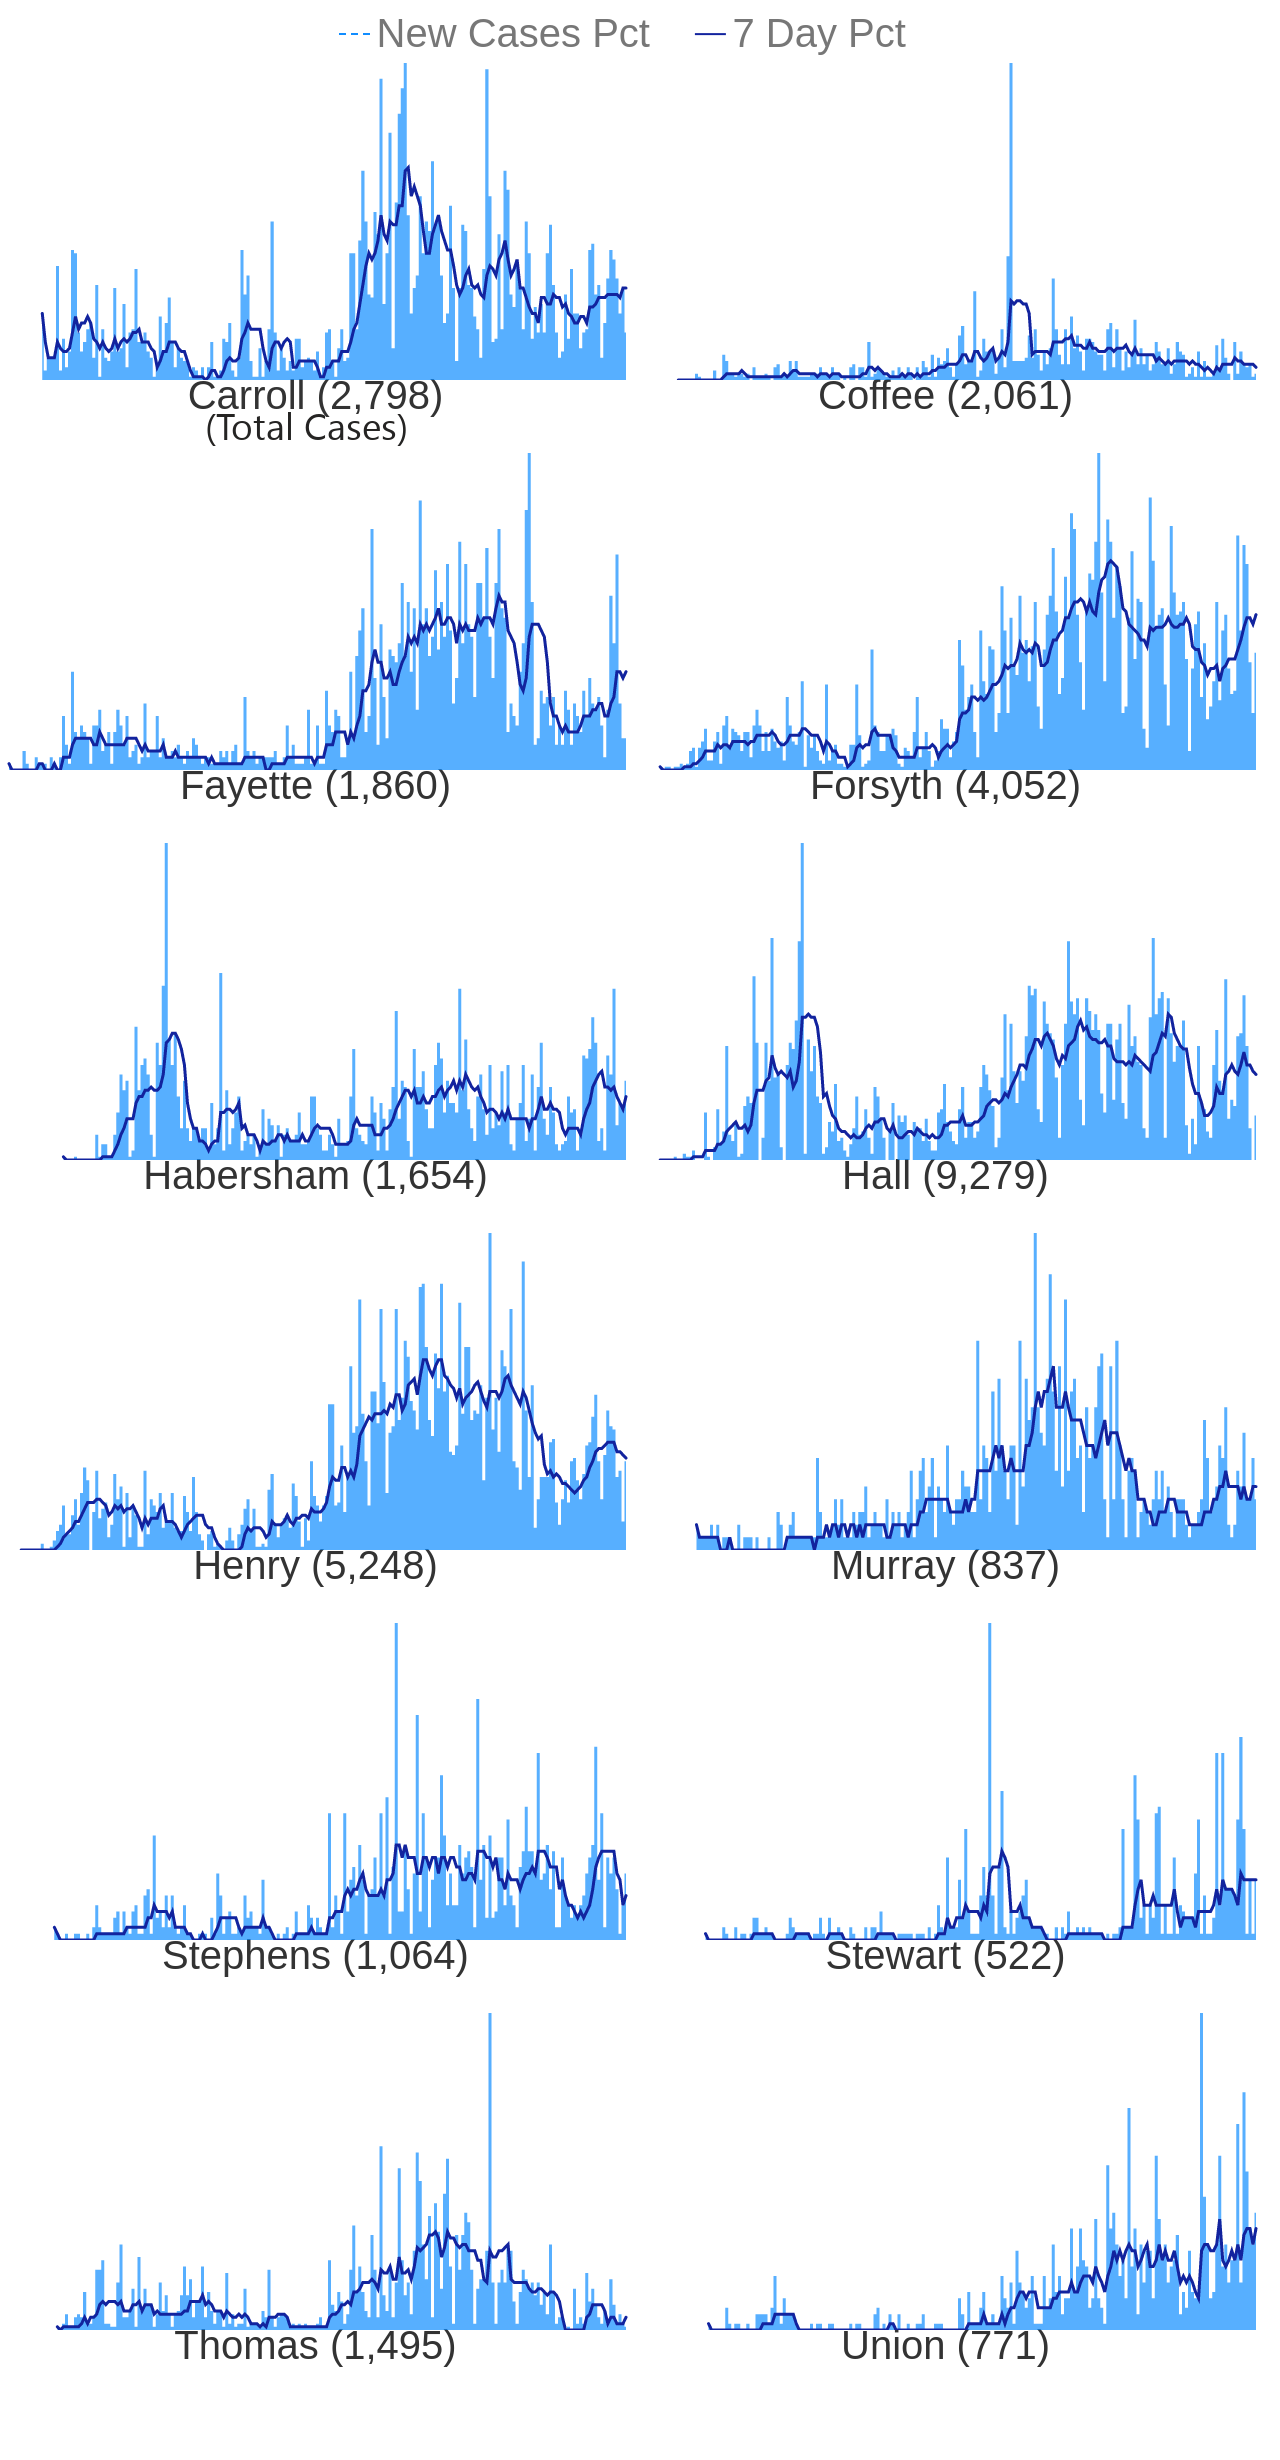 New Cases Pct 7 Day Pct
Carroll (2,798) Coffee (2,061)
(Total Cases)
Fayette (1,860) Forsyth (4,052)
Habersham (1,654) Hall (9,279)
Henry (5,248) Murray (837)
Stephens (1,064) Stewart (522)
Thomas (1,495) Union (771)